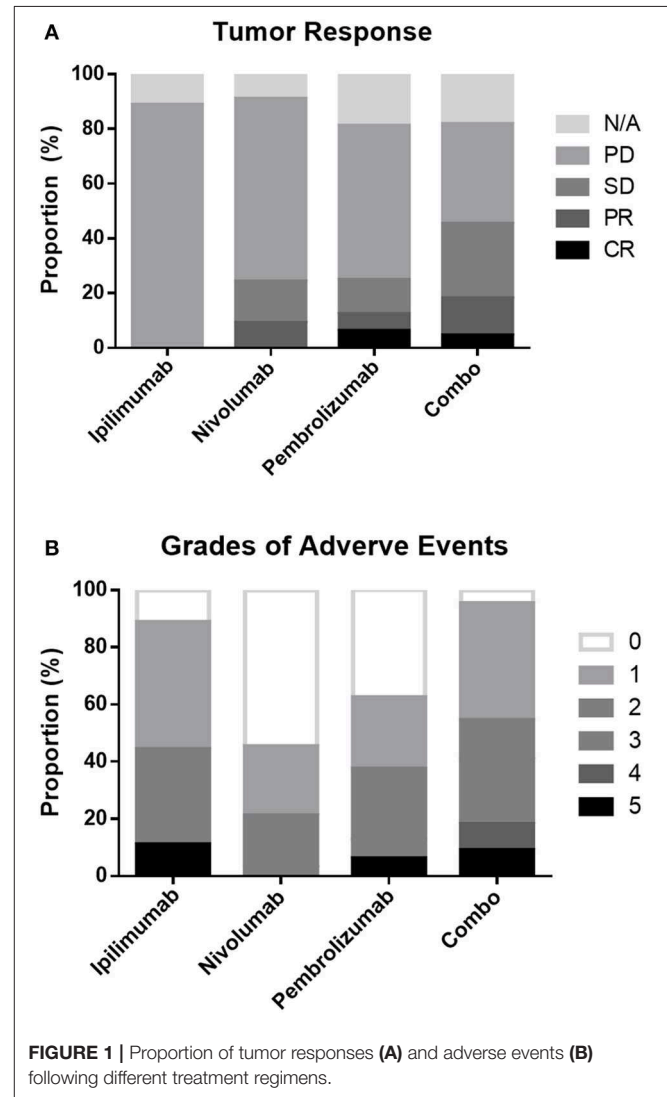 A
Tumor Response
Proportion (%)
100
80
60
40
20
0
Ipilimumab
Nivolumab
Pembrolizumab
Combo
N/A
PD
SD
PR
CR
B
Grades of Adverve Events
Proportion (%)
100
80
60
40
20
0
Ipilimumab
Nivolumab
Pembrolizumab
Combo
0
1
2
3
4
5
FIGURE 1 | Proportion of tumor responses (A) and adverse events (B)
following different treatment regimens.